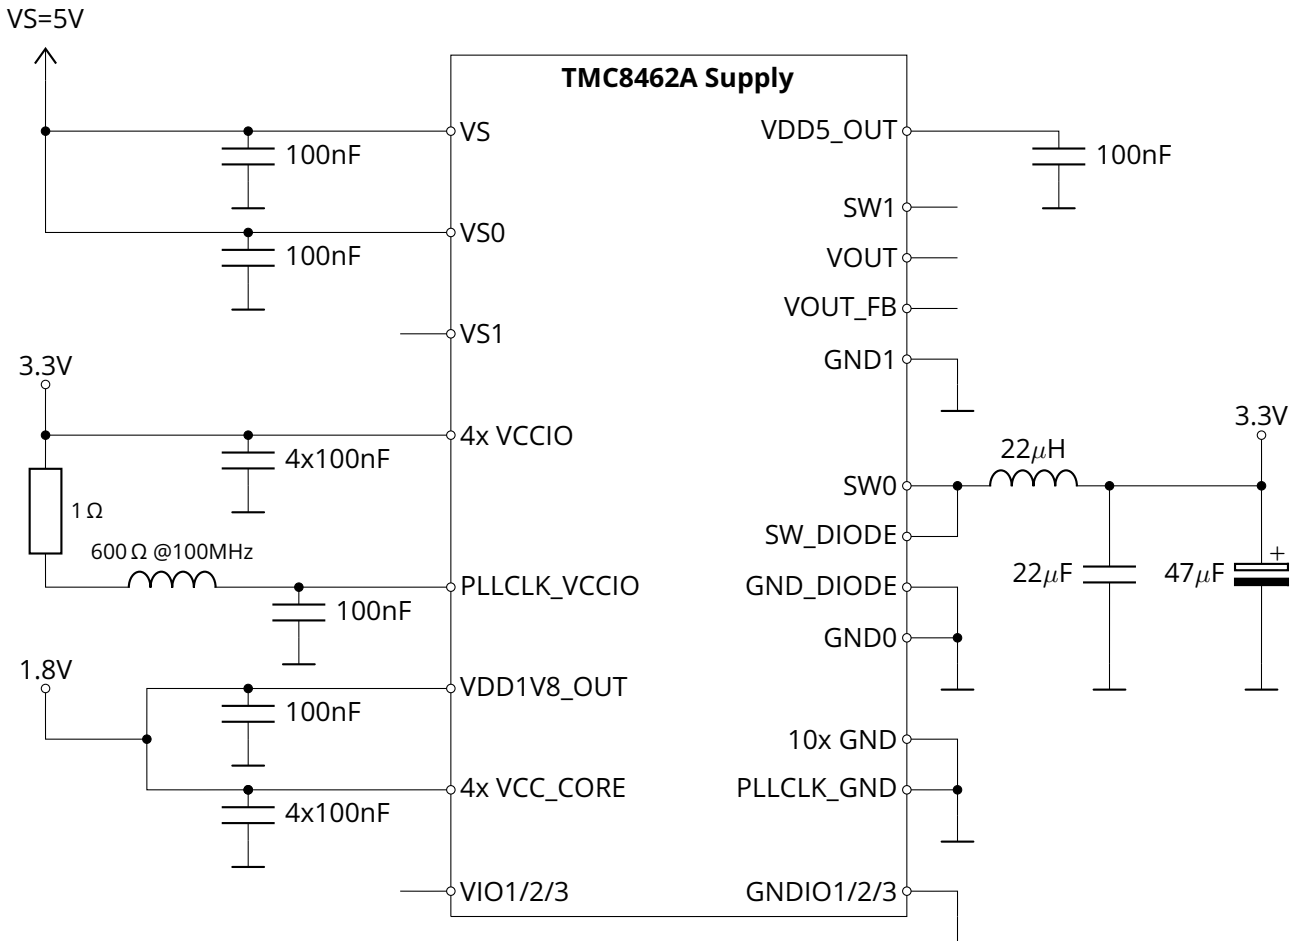 VS=5V
TMC8462A Supply
VS
VDD5_OUT
100nF
100nF
SW1
VS0
100nF
VOUT
VOUT_FB
VS1
GND1
3.3V
3.3V
4x VCCIO
4x100nF
22μH
SW0
1 Ω
SW_DIODE
600 Ω @100MHz
+
22μF
47μF
PLLCLK_VCCIO
GND_DIODE
100nF
GND0
1.8V
VDD1V8_OUT
100nF
10x GND
4x VCC_CORE
PLLCLK_GND
4x100nF
VIO1/2/3
GNDIO1/2/3